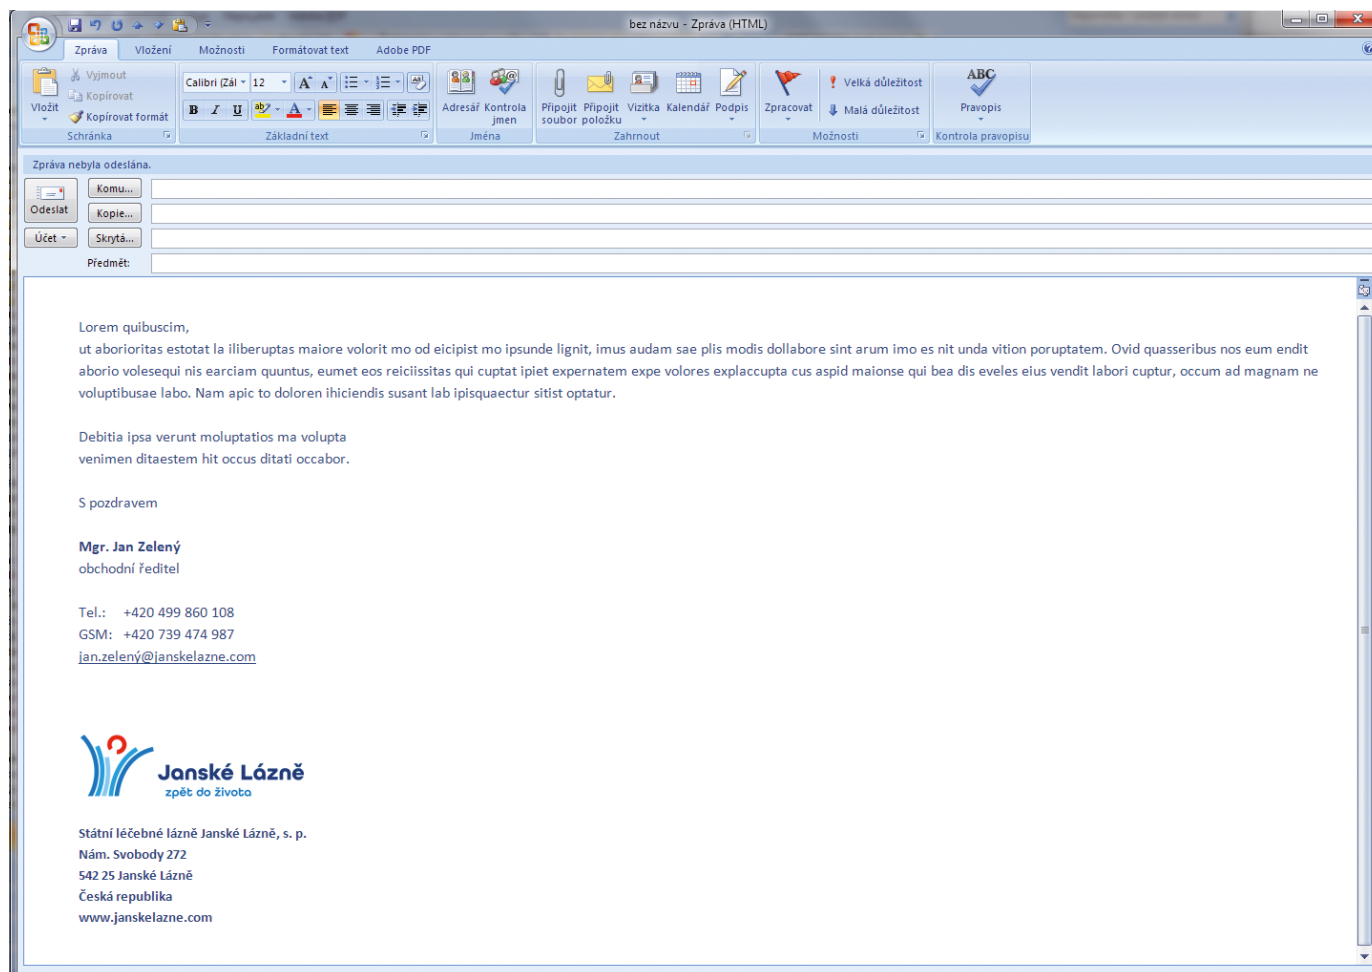 bez názvu - Zpráva (HTML)
Zpráva Vložení Možnosti Formátovat text Adobe PDF
Vložit
Vyjmout
Kopírovat
Kopírovat formát
Schránka
Calibri (Zál 12
B I U
Základní text
Adresář Kontrola jmen
Jména
Připojit soubor Připojit položku Vizitka Kalendář Podpis
Zahrnout
Zpracovat
Velká důležitost
Malá důležitost
Možnosti
ABC
Pravopis
Kontrola pravopisu
Zpráva nebyla odeslána.
Odeslat
Účet
Komu...
Kopie...
Skrytá...
Předmět:
Lorem quibuscim,
ut aborioritas estotat la iliberuptas maiore volorit mo od eicipist mo ipsunde lignit, imus audam sae plis modis dollabore sint arum imo es nit unda vition poruptatem. Ovid quasseribus nos eum endit
aborio volesequi nis earciam quuntus, eumet eos reiciissitas qui cuptat ipiet expernatem expe volores explaccupta cus aspid maionse qui bea dis eveles eius vendit labori cuptur, occum ad magnam ne
voluptibusae labo. Nam apic to doloren ihiciendis susant lab ipisquaectur sitist optatur.
Debitia ipsa verunt moluptatios ma volupta
venimen ditaestem hit occus ditati occabor.
S pozdravem
Mgr. Jan Zelený
obchodní ředitel
Tel.: +420 499 860 108
GSM: +420 739 474 987
jan.zelený@janskelazne.com
Janské Lázně
zpět do života
Státní léčebné lázně Janské Lázně, s. p.
Nám. Svobody 272
542 25 Janské Lázně
Česká republika
www.janskelazne.com